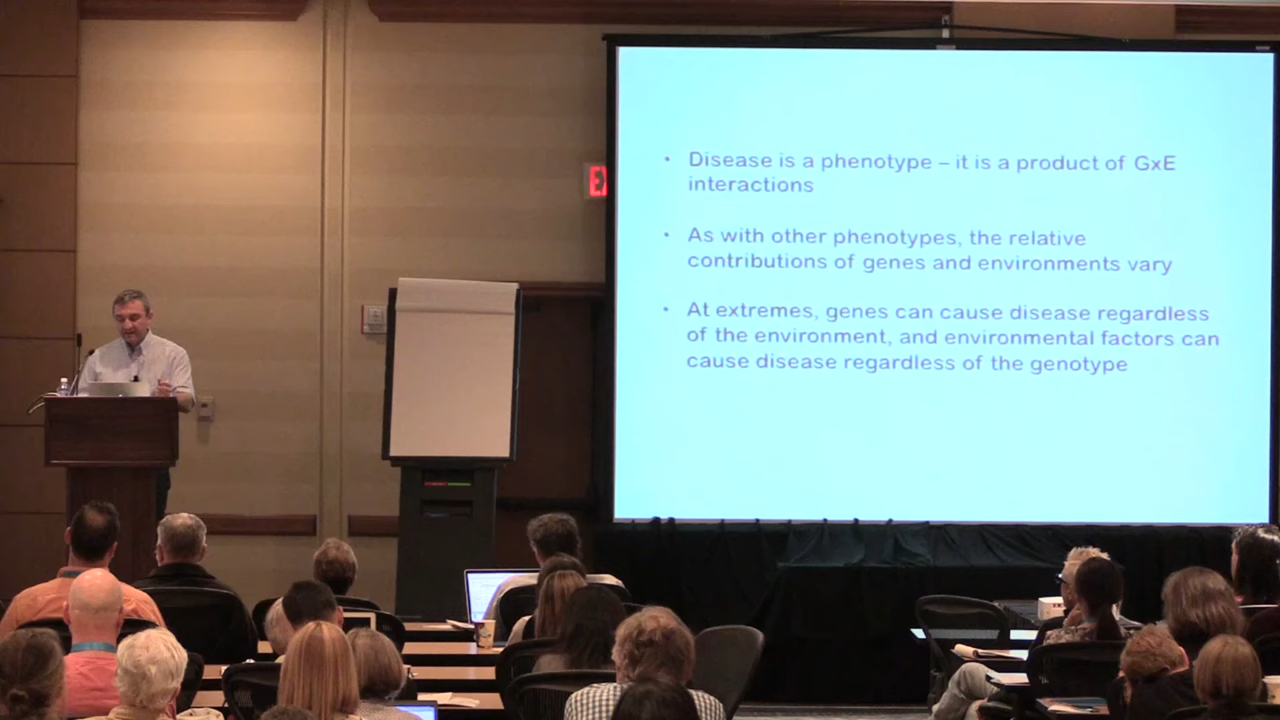 • Disease is a phenotype – it is a product of GxE
interactions
• As with other phenotypes, the relative
contributions of genes and environments vary
• At extremes, genes can cause disease regardless
of the environment, and environmental factors can
cause disease regardless of the genotype